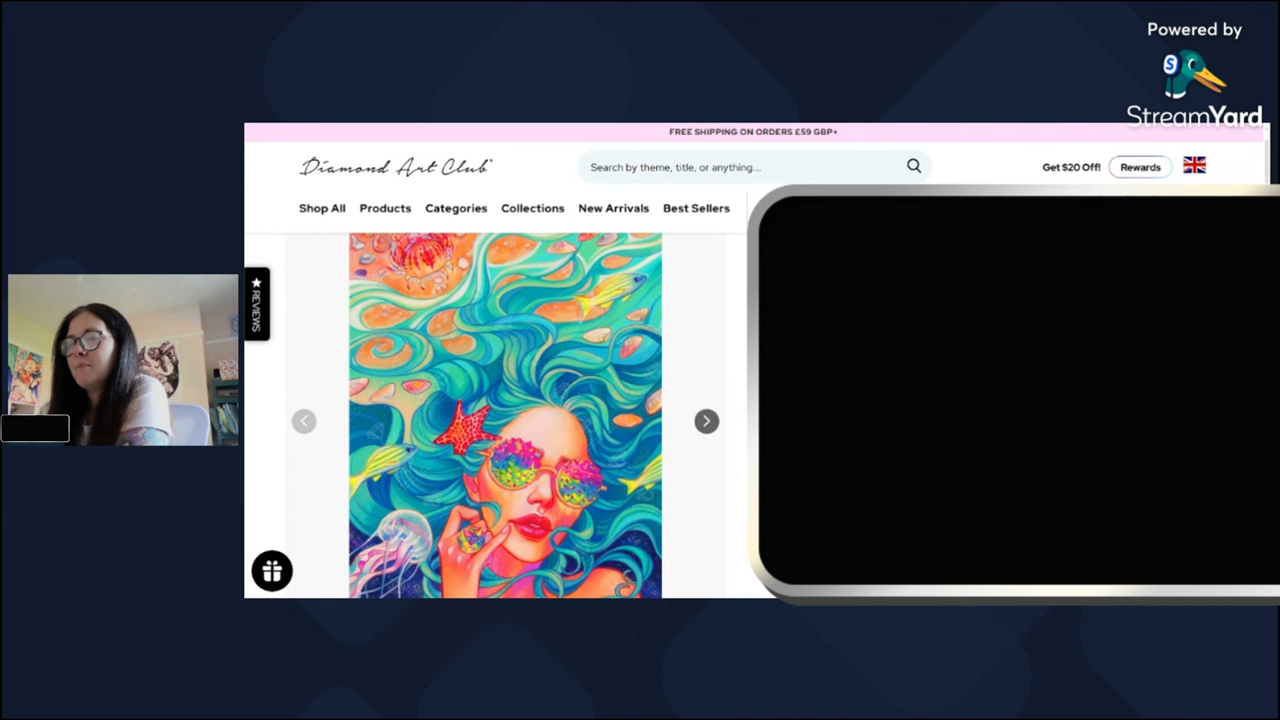 Powered by
StreamYard
FREE SHIPPING ON ORDERS £59 GBP+
Diamond Art Club®
Search by theme, title, or anything...
Get $20 Off!
Rewards
Shop All
Products
Categories
Collections
New Arrivals
Best Sellers
★ REVIEWS